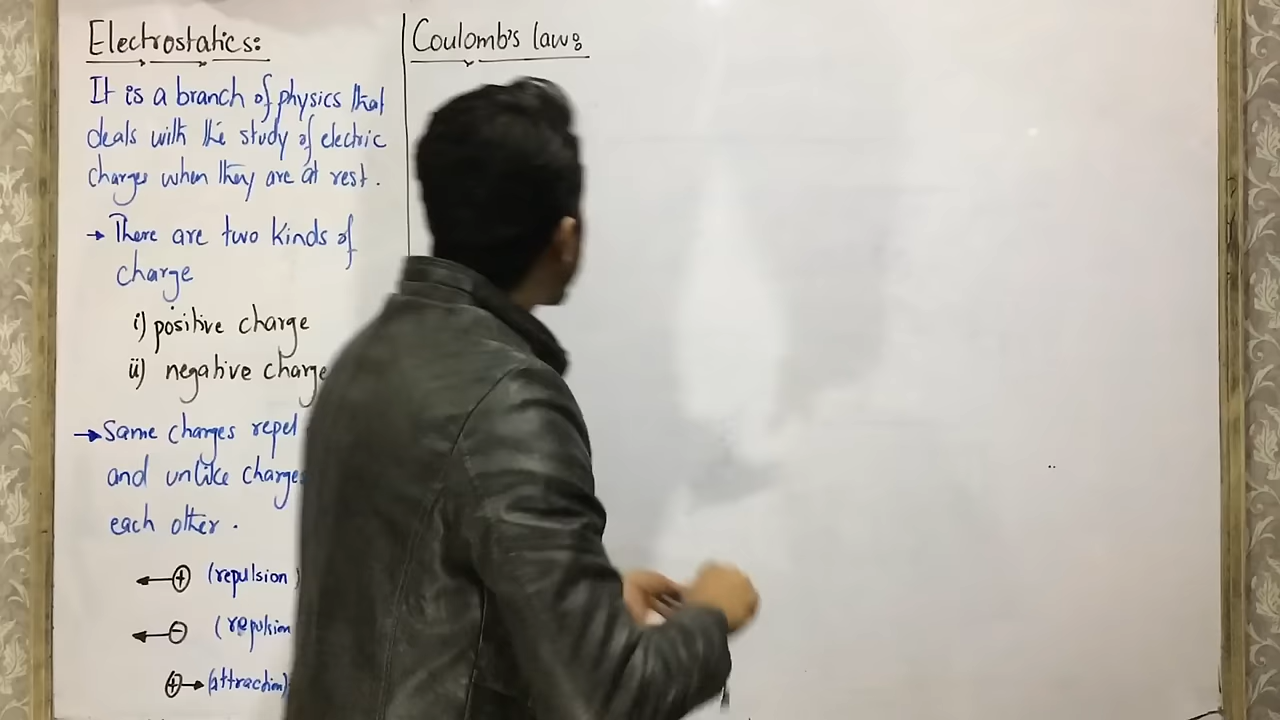 Electrostatics:
It is a branch of physics that
deals with the study of electric
charges when they are at rest.
→ There are two kinds of
charge
i) positive charge
ii) negative charge
→ Same charges repel
and unlike charges
each other.
← + (repulsion)
← - (repulsion
+ → (attraction)
Coulomb's law: